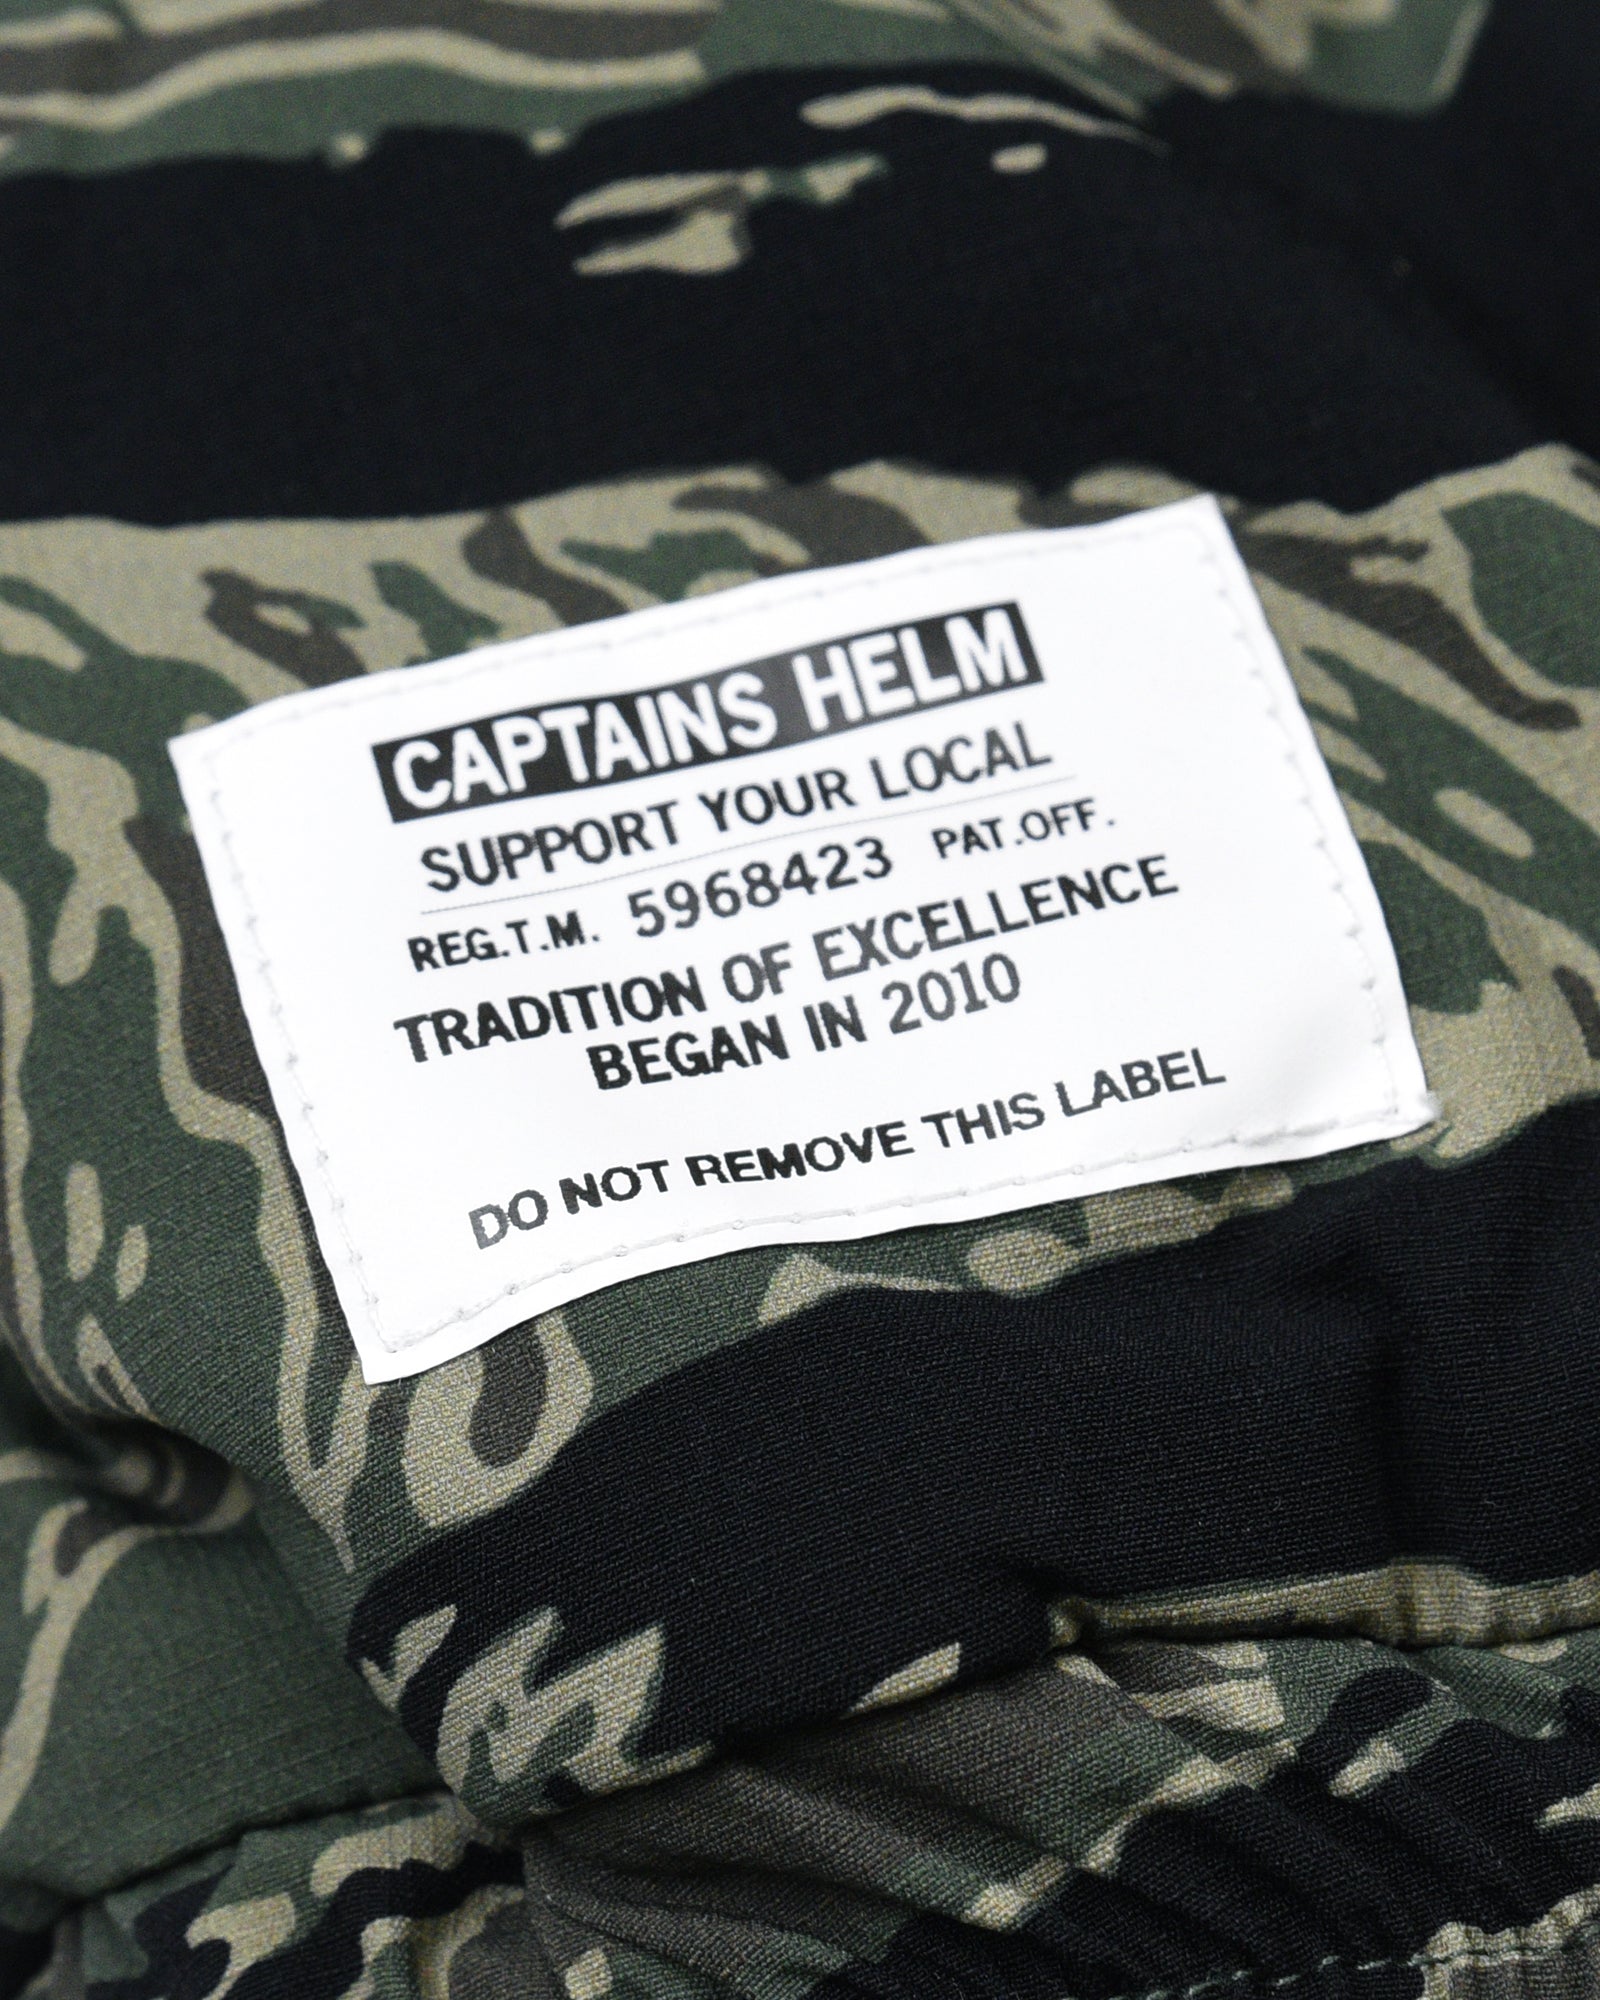 CAPTAINS HELM
SUPPORT YOUR LOCAL
REG.T.M. 5968423 PAT.OFF.
TRADITION OF EXCELLENCE
BEGAN IN 2010
DO NOT REMOVE THIS LABEL